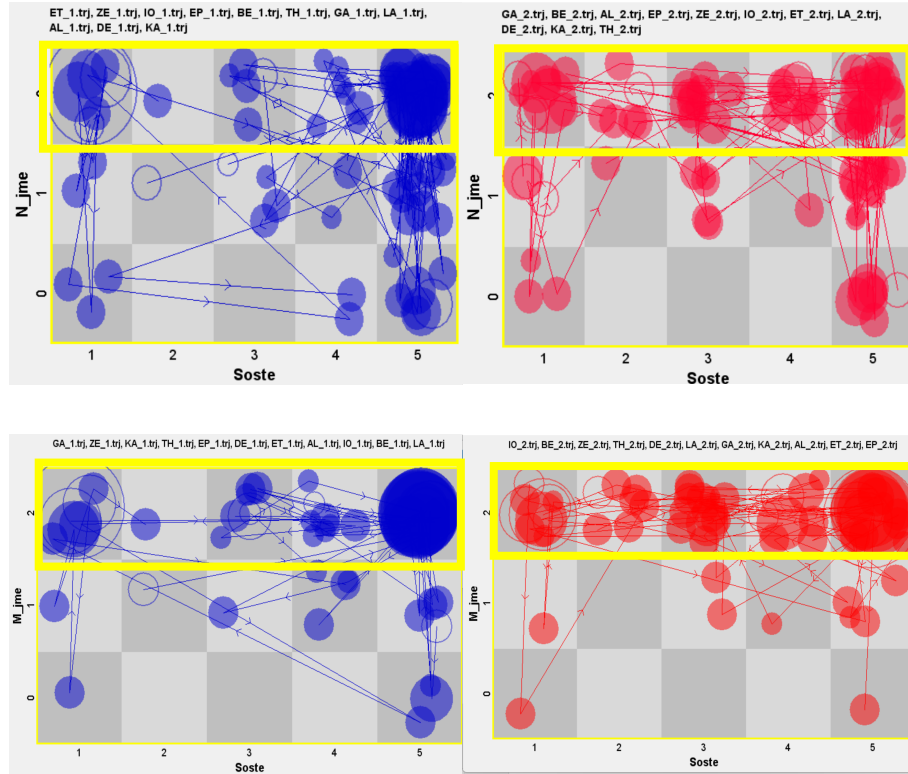 ET_1.trj, ZE_1.trj, IO_1.trj, EP_1.trj, BE_1.trj, TH_1.trj, GA_1.trj, LA_1.trj,
AL_1.trj, DE_1.trj, KA_1.trj
N_jme
1
0
1 2 3 4 5
Soste
GA_2.trj, BE_2.trj, AL_2.trj, EP_2.trj, ZE_2.trj, IO_2.trj, ET_2.trj, LA_2.trj,
DE_2.trj, KA_2.trj, TH_2.trj
N_jme
2
1
0
1 2 3 4 5
Soste
GA_1.trj, ZE_1.trj, KA_1.trj, TH_1.trj, EP_1.trj, DE_1.trj, ET_1.trj, AL_1.trj, IO_1.trj, BE_1.trj, LA_1.trj
M_jme
2
1
0
1 2 3 4 5
Soste
IO_2.trj, BE_2.trj, ZE_2.trj, TH_2.trj, DE_2.trj, LA_2.trj, GA_2.trj, KA_2.trj, AL_2.trj, ET_2.trj, EP_2.trj
M_jme
2
1
0
1 2 3 4 5
Soste